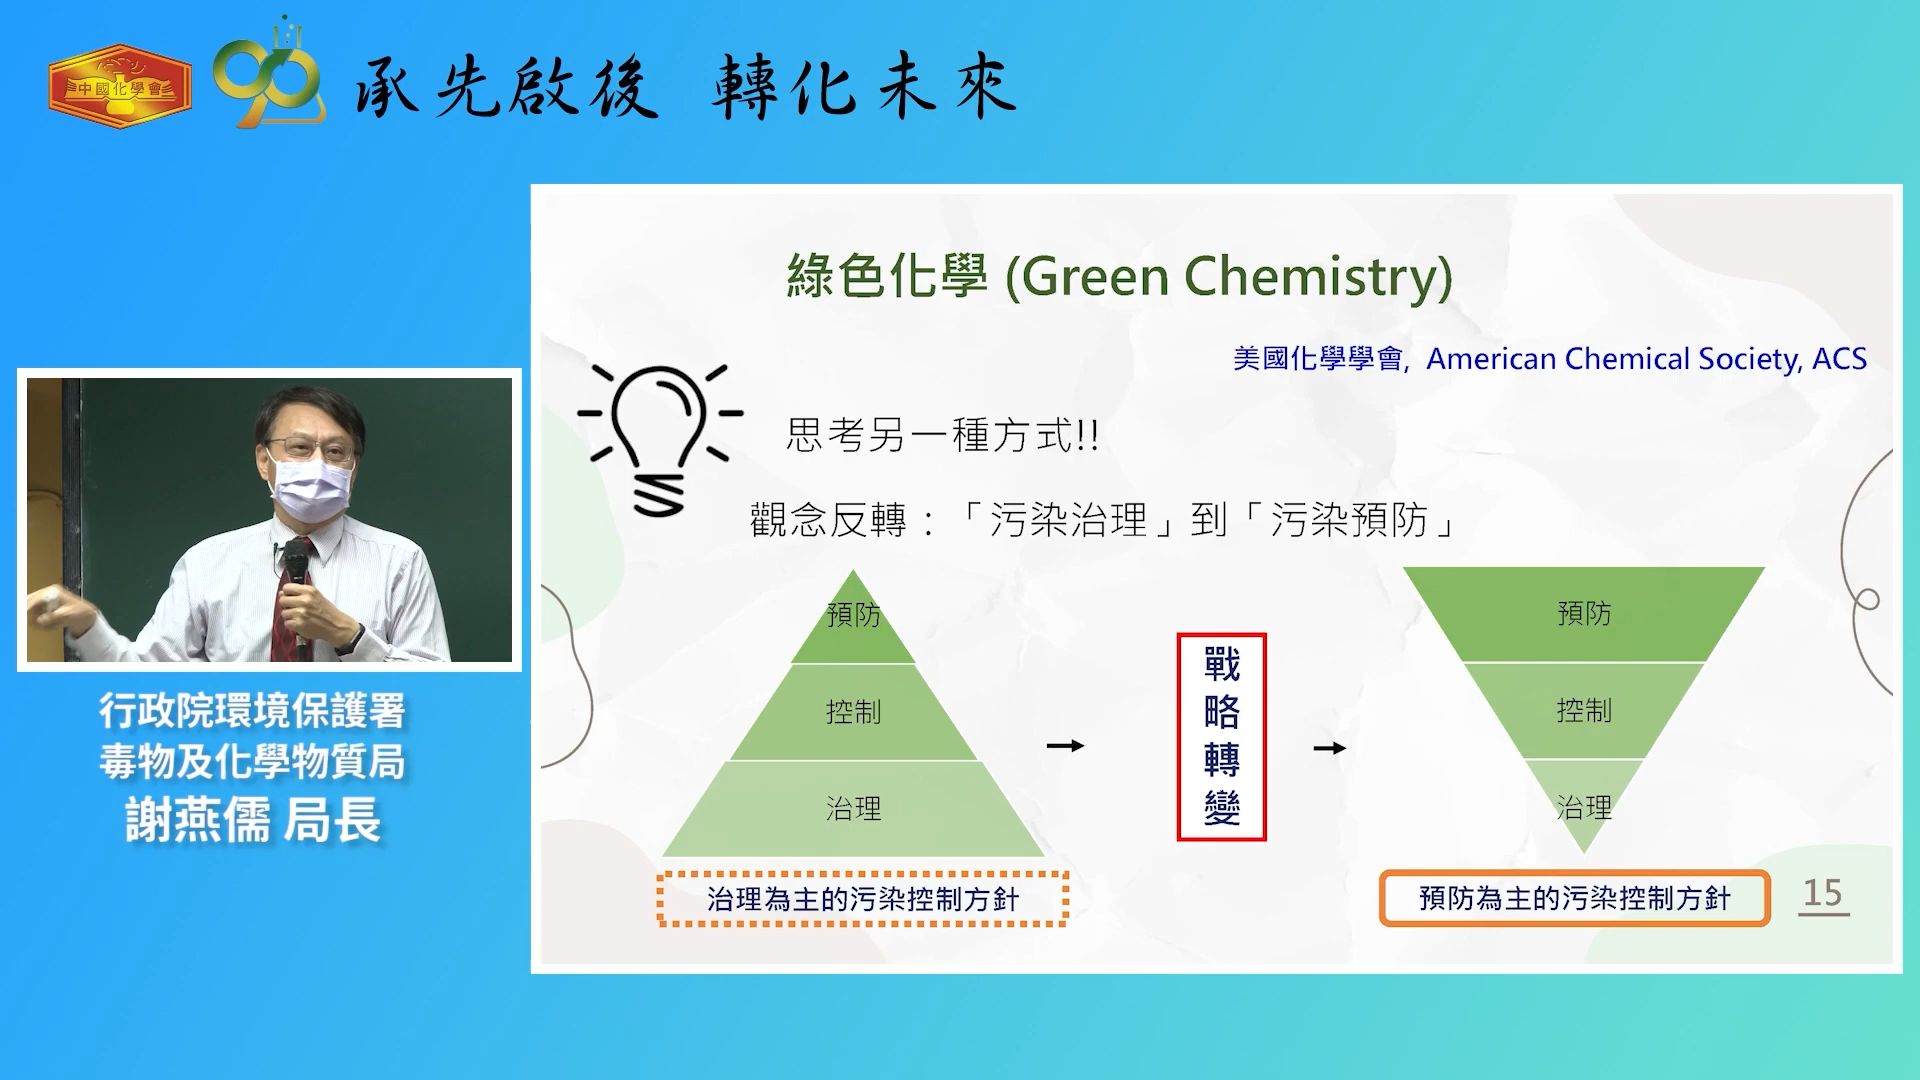 中國化學會
90
承先啟後 轉化未來
綠色化學 (Green Chemistry)
美國化學學會, American Chemical Society, ACS
思考另一種方式!!
觀念反轉：「污染治理」到「污染預防」
預防
控制
治理
治理為主的污染控制方針
戰
略
轉
變
預防
控制
治理
預防為主的污染控制方針
15
行政院環境保護署
毒物及化學物質局
謝燕儒 局長